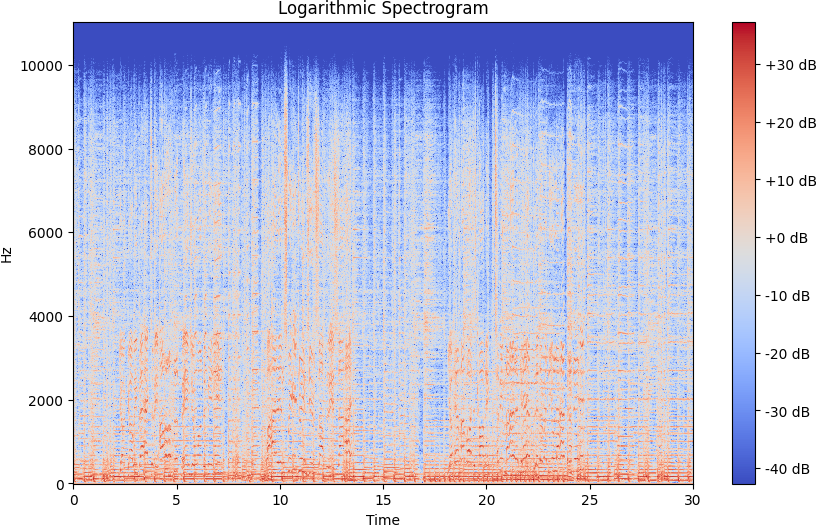 Logarithmic Spectrogram
Hz
10000
8000
6000
4000
2000
0
0 5 10 15 20 25 30
Time
+30 dB
+20 dB
+10 dB
+0 dB
-10 dB
-20 dB
-30 dB
-40 dB